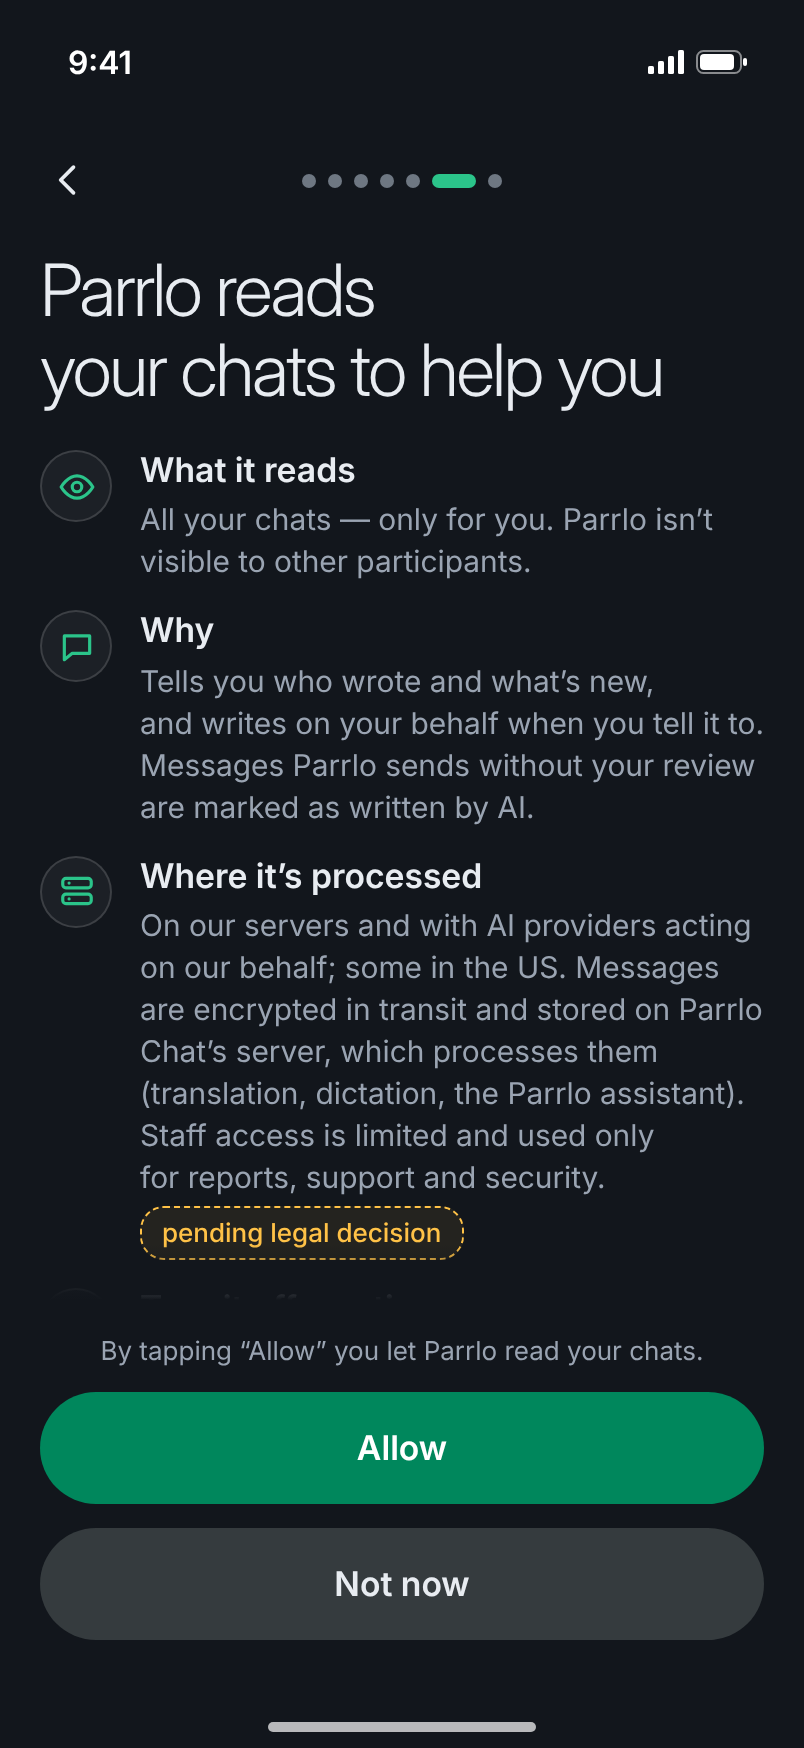 9:41
Parrlo reads
your chats to help you
What it reads
All your chats — only for you. Parrlo isn’t
visible to other participants.
Why
Tells you who wrote and what’s new,
and writes on your behalf when you tell it to.
Messages Parrlo sends without your review
are marked as written by AI.
Where it’s processed
On our servers and with AI providers acting
on our behalf; some in the US. Messages
are encrypted in transit and stored on Parrlo
Chat’s server, which processes them
(translation, dictation, the Parrlo assistant).
Staff access is limited and used only
for reports, support and security.
pending legal decision
By tapping “Allow” you let Parrlo read your chats.
Allow
Not now